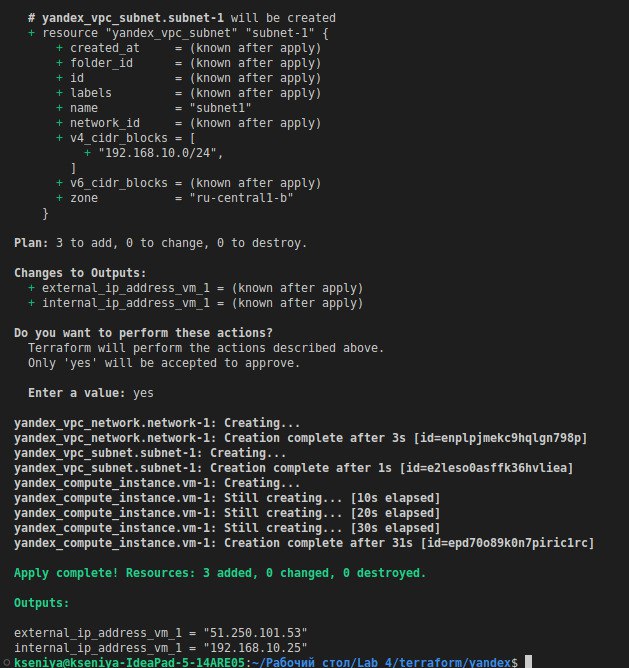 # yandex_vpc_subnet.subnet-1 will be created
+ resource "yandex_vpc_subnet" "subnet-1" {
+ created_at = (known after apply)
+ folder_id = (known after apply)
+ id = (known after apply)
+ labels = (known after apply)
+ name = "subnet1"
+ network_id = (known after apply)
+ v4_cidr_blocks = [
+ "192.168.10.0/24",
]
+ v6_cidr_blocks = (known after apply)
+ zone = "ru-central1-b"
}
Plan: 3 to add, 0 to change, 0 to destroy.
Changes to Outputs:
+ external_ip_address_vm_1 = (known after apply)
+ internal_ip_address_vm_1 = (known after apply)
Do you want to perform these actions?
Terraform will perform the actions described above.
Only 'yes' will be accepted to approve.
Enter a value: yes
yandex_vpc_network.network-1: Creating...
yandex_vpc_network.network-1: Creation complete after 3s [id=enplpjmekc9hqlgn798p]
yandex_vpc_subnet.subnet-1: Creating...
yandex_vpc_subnet.subnet-1: Creation complete after 1s [id=e2leso0asffk36hvliea]
yandex_compute_instance.vm-1: Creating...
yandex_compute_instance.vm-1: Still creating... [10s elapsed]
yandex_compute_instance.vm-1: Still creating... [20s elapsed]
yandex_compute_instance.vm-1: Still creating... [30s elapsed]
yandex_compute_instance.vm-1: Creation complete after 31s [id=epd70o89k0n7piric1rc]
Apply complete! Resources: 3 added, 0 changed, 0 destroyed.
Outputs:
external_ip_address_vm_1 = "51.250.101.53"
internal_ip_address_vm_1 = "192.168.10.25"
kseniya@kseniya-IdeaPad-5-14ARE05:~/Рабочий стол/Lab 4/terraform/yandex$